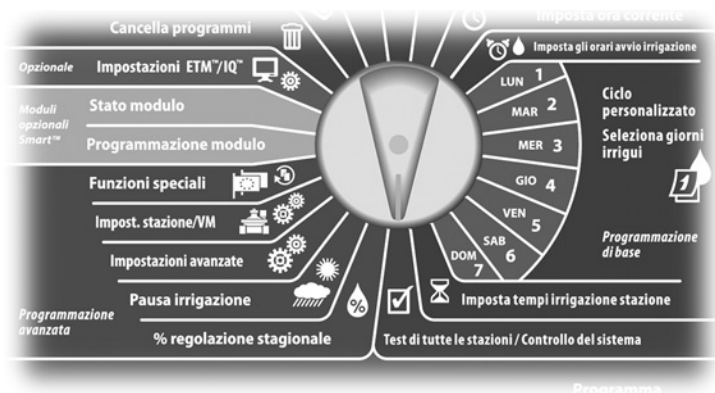 Cancella programmi
Opzionale
Impostazioni ETM™/IQ™
Moduli
opzionali
Smart™
Stato modulo
Programmazione modulo
Funzioni speciali
Impost. stazione/VM
Impostazioni avanzate
Pausa irrigazione
Programmazione
avanzata
% regolazione stagionale
%
Imposta ora corrente
Imposta gli orari avvio irrigazione
LUN 1
MAR 2
MER 3
GIO 4
VEN 5
SAB 6
DOM 7
Ciclo
personalizzato
Seleziona giorni
irrigui
1
Programmazione
di base
Imposta tempi irrigazione stazione
Test di tutte le stazioni / Controllo del sistema
Programma